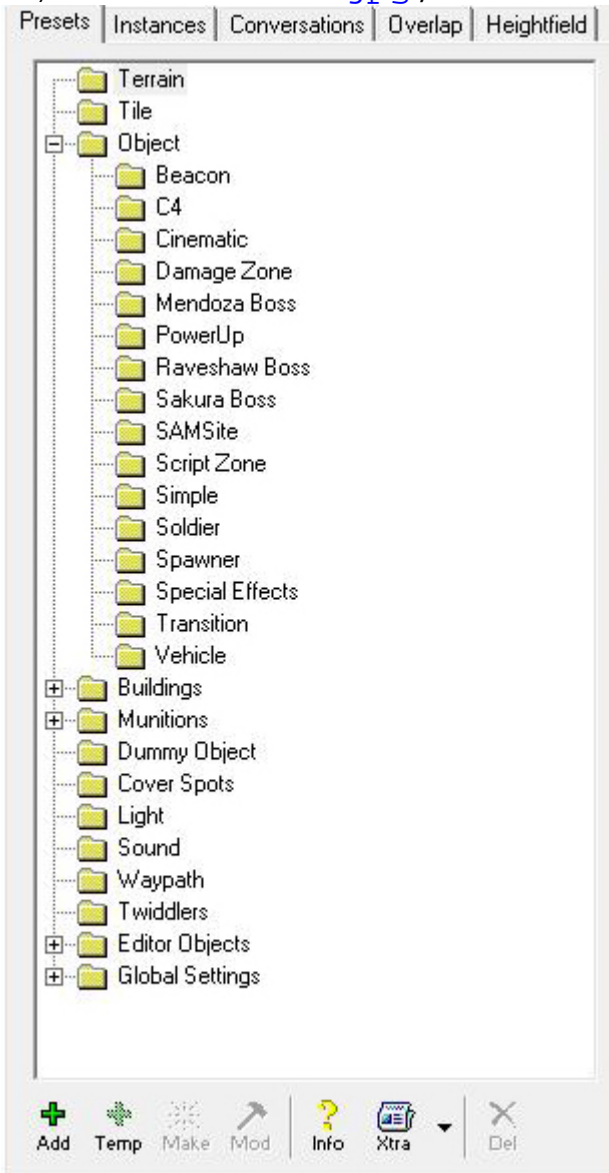 Presets Instances Conversations Overlap Heightfield
Terrain
Tile
Object
Beacon
C4
Cinematic
Damage Zone
Mendoza Boss
PowerUp
Raveshaw Boss
Sakura Boss
SAMSite
Script Zone
Simple
Soldier
Spawner
Special Effects
Transition
Vehicle
Buildings
Munitions
Dummy Object
Cover Spots
Light
Sound
Waypath
Twiddlers
Editor Objects
Global Settings
Add Temp Make Mod Info Xtra Del